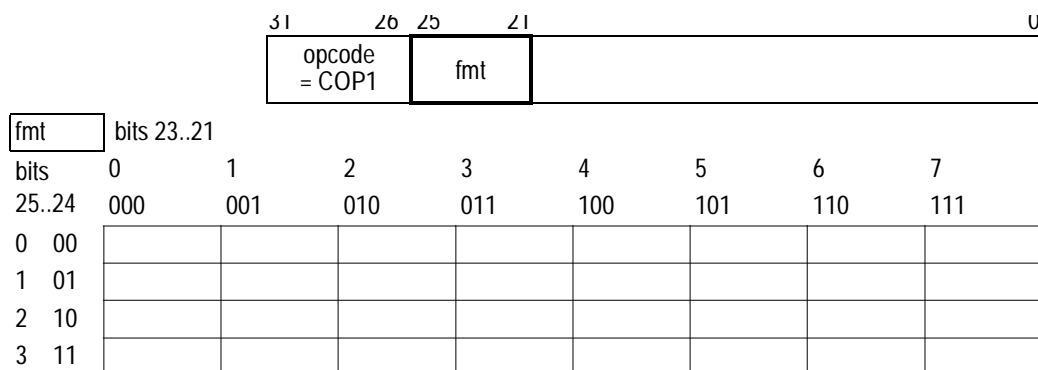 31 26 25 21 0
opcode
= COP1 fmt
fmt bits 23..21
bits 0 1 2 3 4 5 6 7
25..24 000 001 010 011 100 101 110 111
0 00
1 01
2 10
3 11